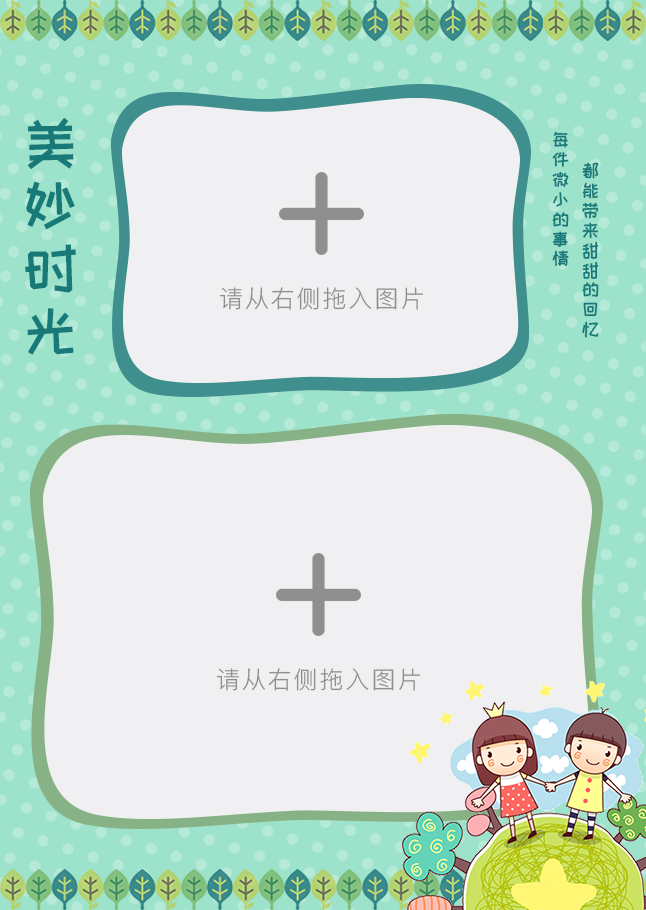 美妙时光
每件微小的事情
都能带来甜甜的回忆
请从右侧拖入图片
请从右侧拖入图片